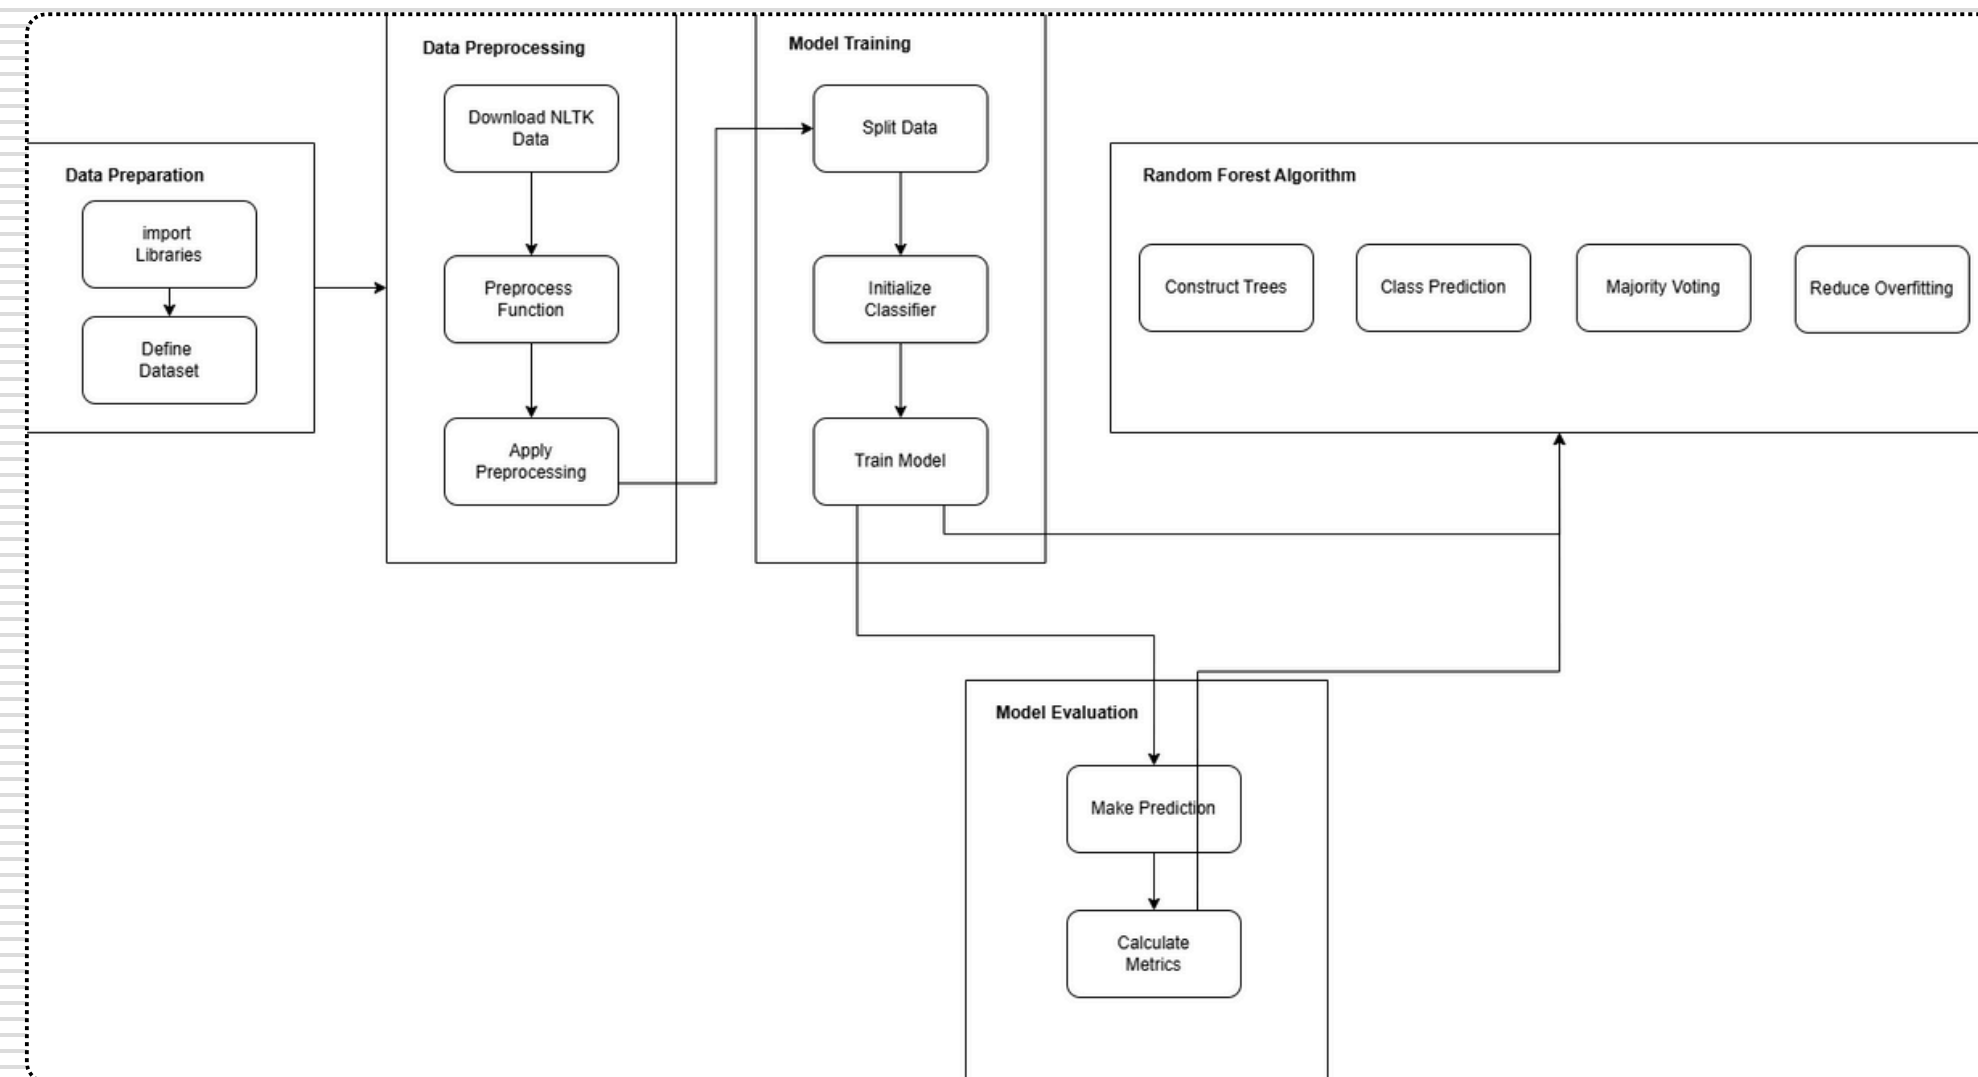 Data Preparation
import
Libraries
Define
Dataset
Data Preprocessing
Download NLTK
Data
Preprocess
Function
Apply
Preprocessing
Model Training
Split Data
Initialize
Classifier
Train Model
Random Forest Algorithm
Construct Trees
Class Prediction
Majority Voting
Reduce Overfitting
Model Evaluation
Make Prediction
Calculate
Metrics